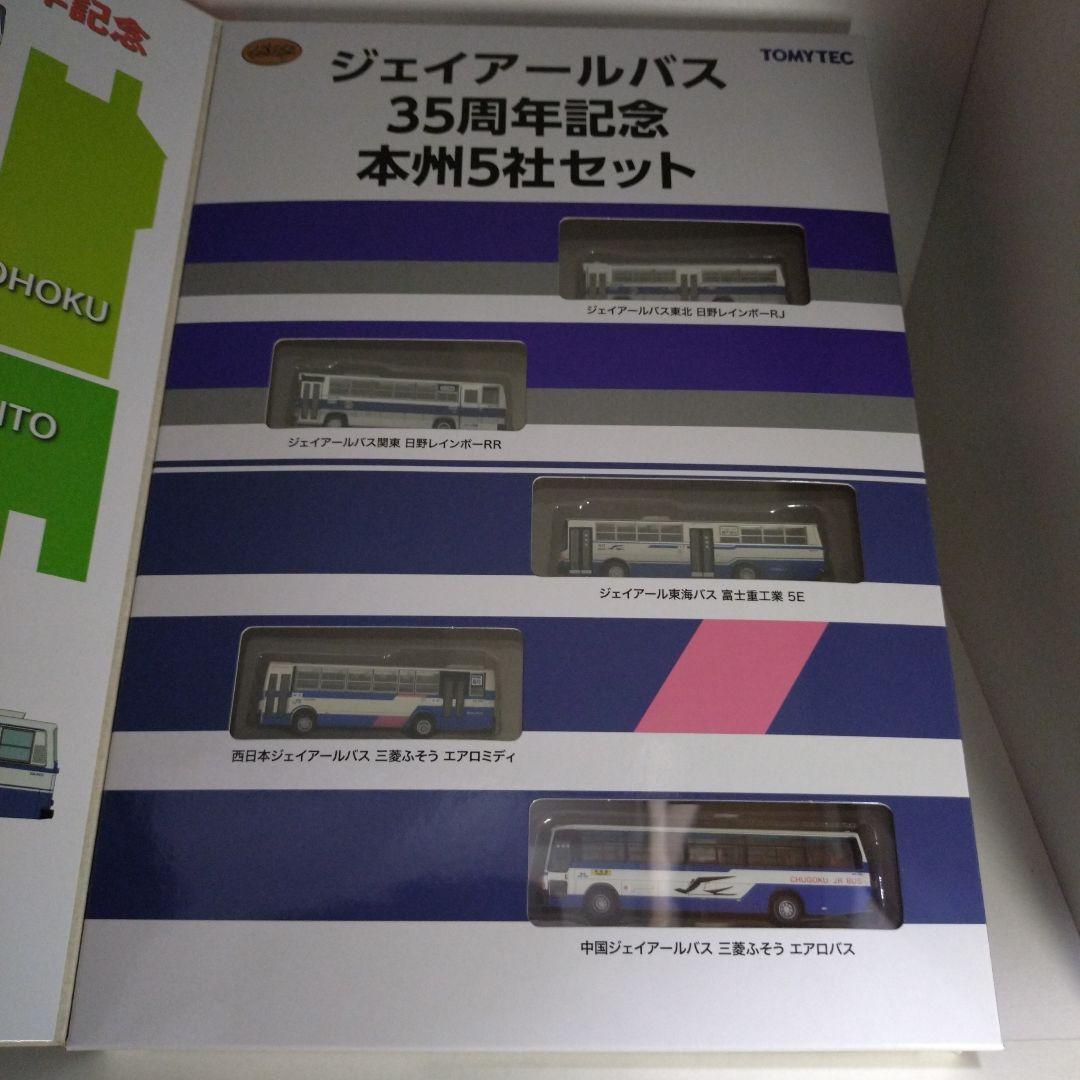 記念
OHOKU
ITO
ジェイアールバス
35周年記念
本州5社セット
TOMYTEC
ジェイアールバス東北 日野レインボーRJ
ジェイアールバス関東 日野レインボーRR
ジェイアール東海バス 富士重工業 5E
西日本ジェイアールバス 三菱ふそう エアロミディ
CHUGOKU JR BUS
中国ジェイアールバス 三菱ふそう エアロバス